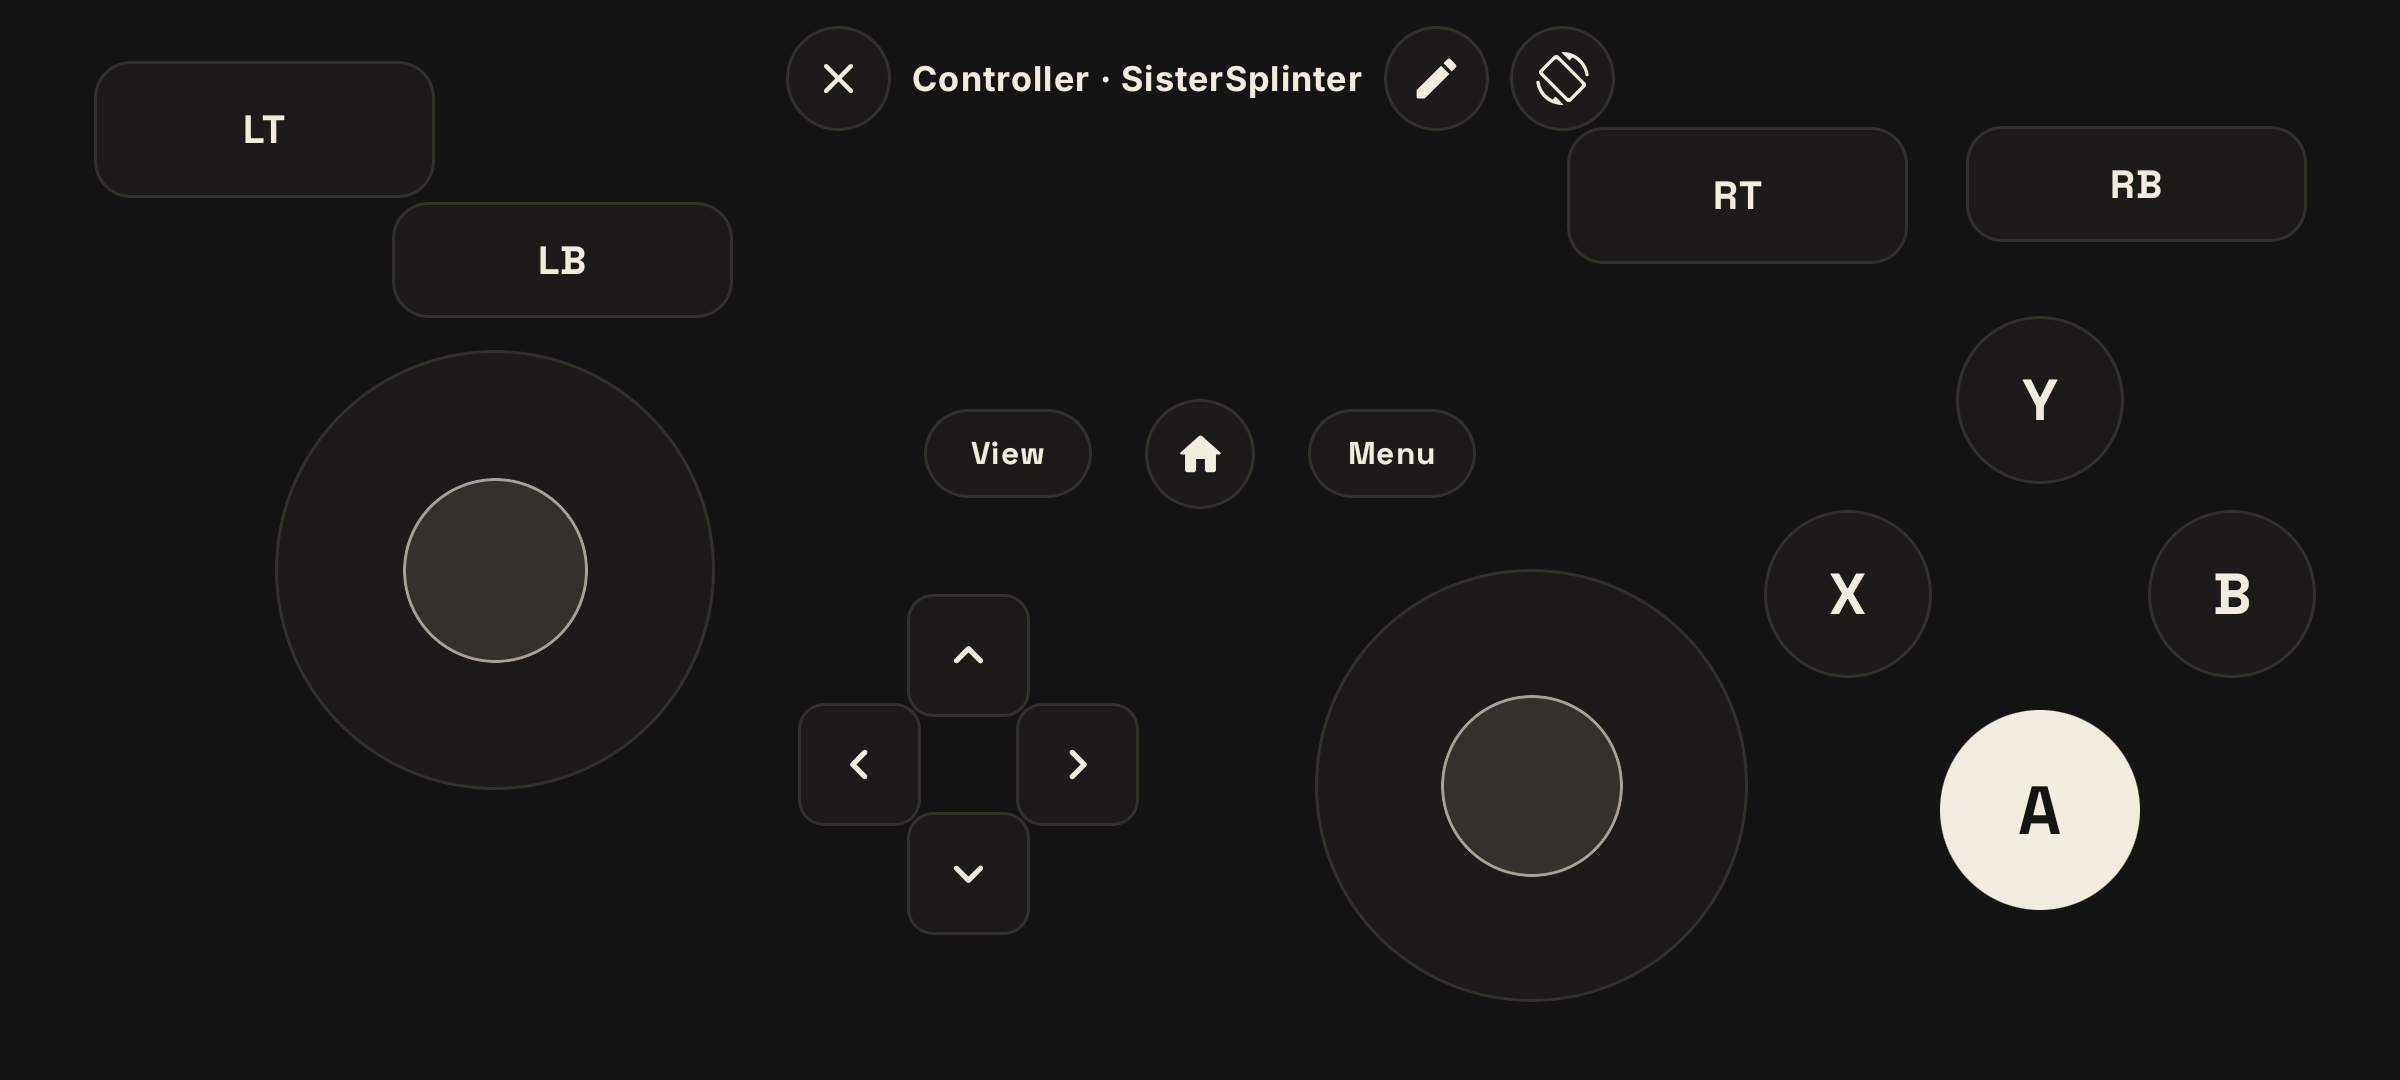 Controller · SisterSplinter
LT
LB
RT
RB
View
Menu
Y
X
B
A